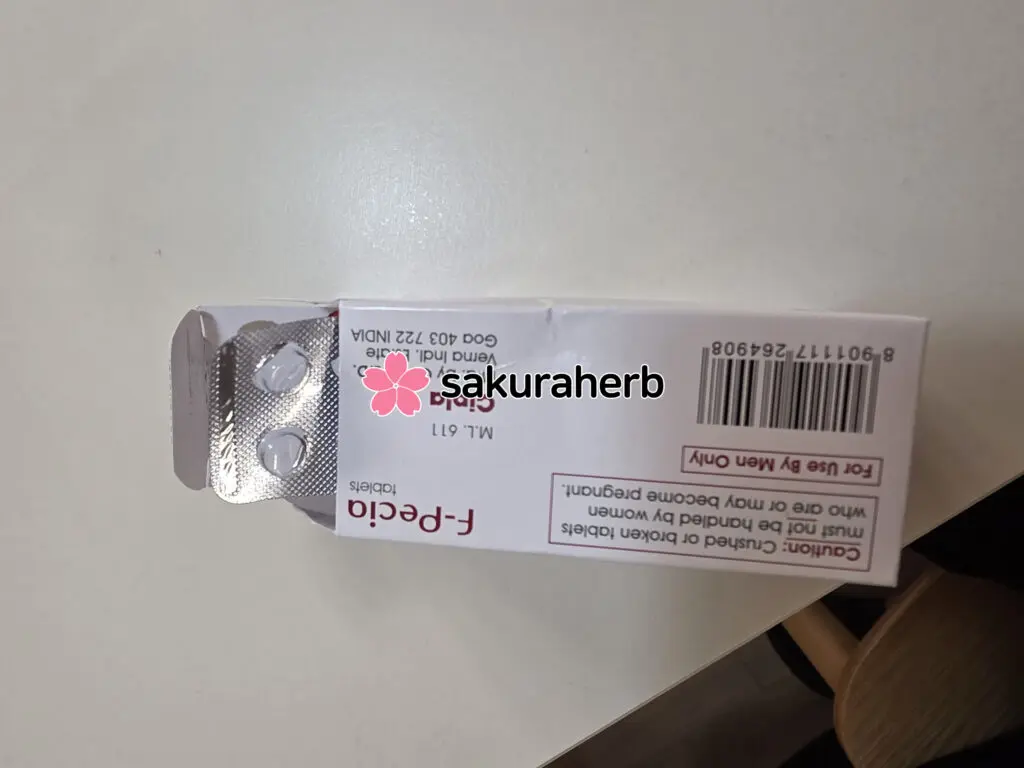 F-Pecia
tablets
M.L. 611
Cipla
Verna Indl. Estate
Goa 403 722 INDIA
Caution: Crushed or broken tablets
must not be handled by women
who are or may become pregnant.
For Use By Men Only
8 901117 264908
sakuraherb